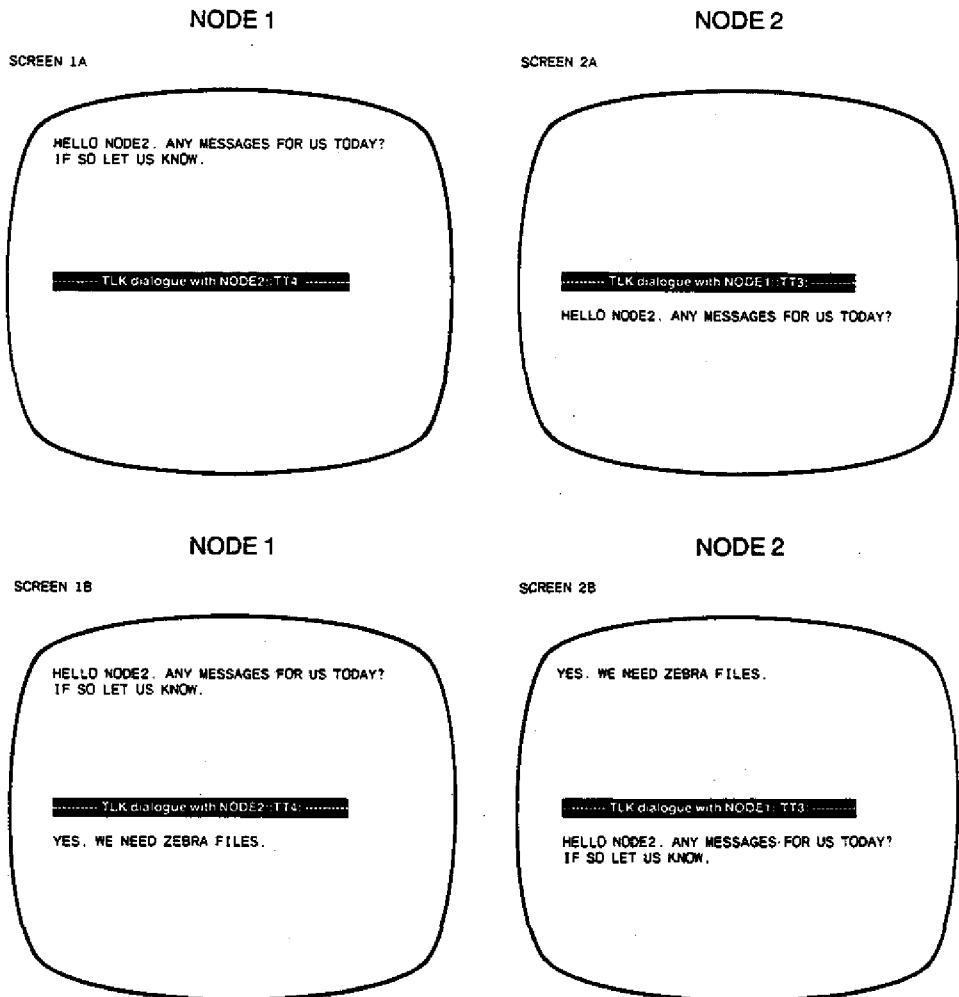 NODE 1
SCREEN 1A
HELLO NODE2. ANY MESSAGES FOR US TODAY?
IF SO LET US KNOW.
--------- TLK dialogue with NODE2::TT4 ---------
NODE 2
SCREEN 2A
--------- TLK dialogue with NODE1::TT3: ---------
HELLO NODE2. ANY MESSAGES FOR US TODAY?
NODE 1
SCREEN 1B
HELLO NODE2. ANY MESSAGES FOR US TODAY?
IF SO LET US KNOW.
--------- TLK dialogue with NODE2::TT4: ---------
YES. WE NEED ZEBRA FILES.
NODE 2
SCREEN 2B
YES. WE NEED ZEBRA FILES.
--------- TLK dialogue with NODE1::TT3: ---------
HELLO NODE2. ANY MESSAGES FOR US TODAY?
IF SO LET US KNOW.